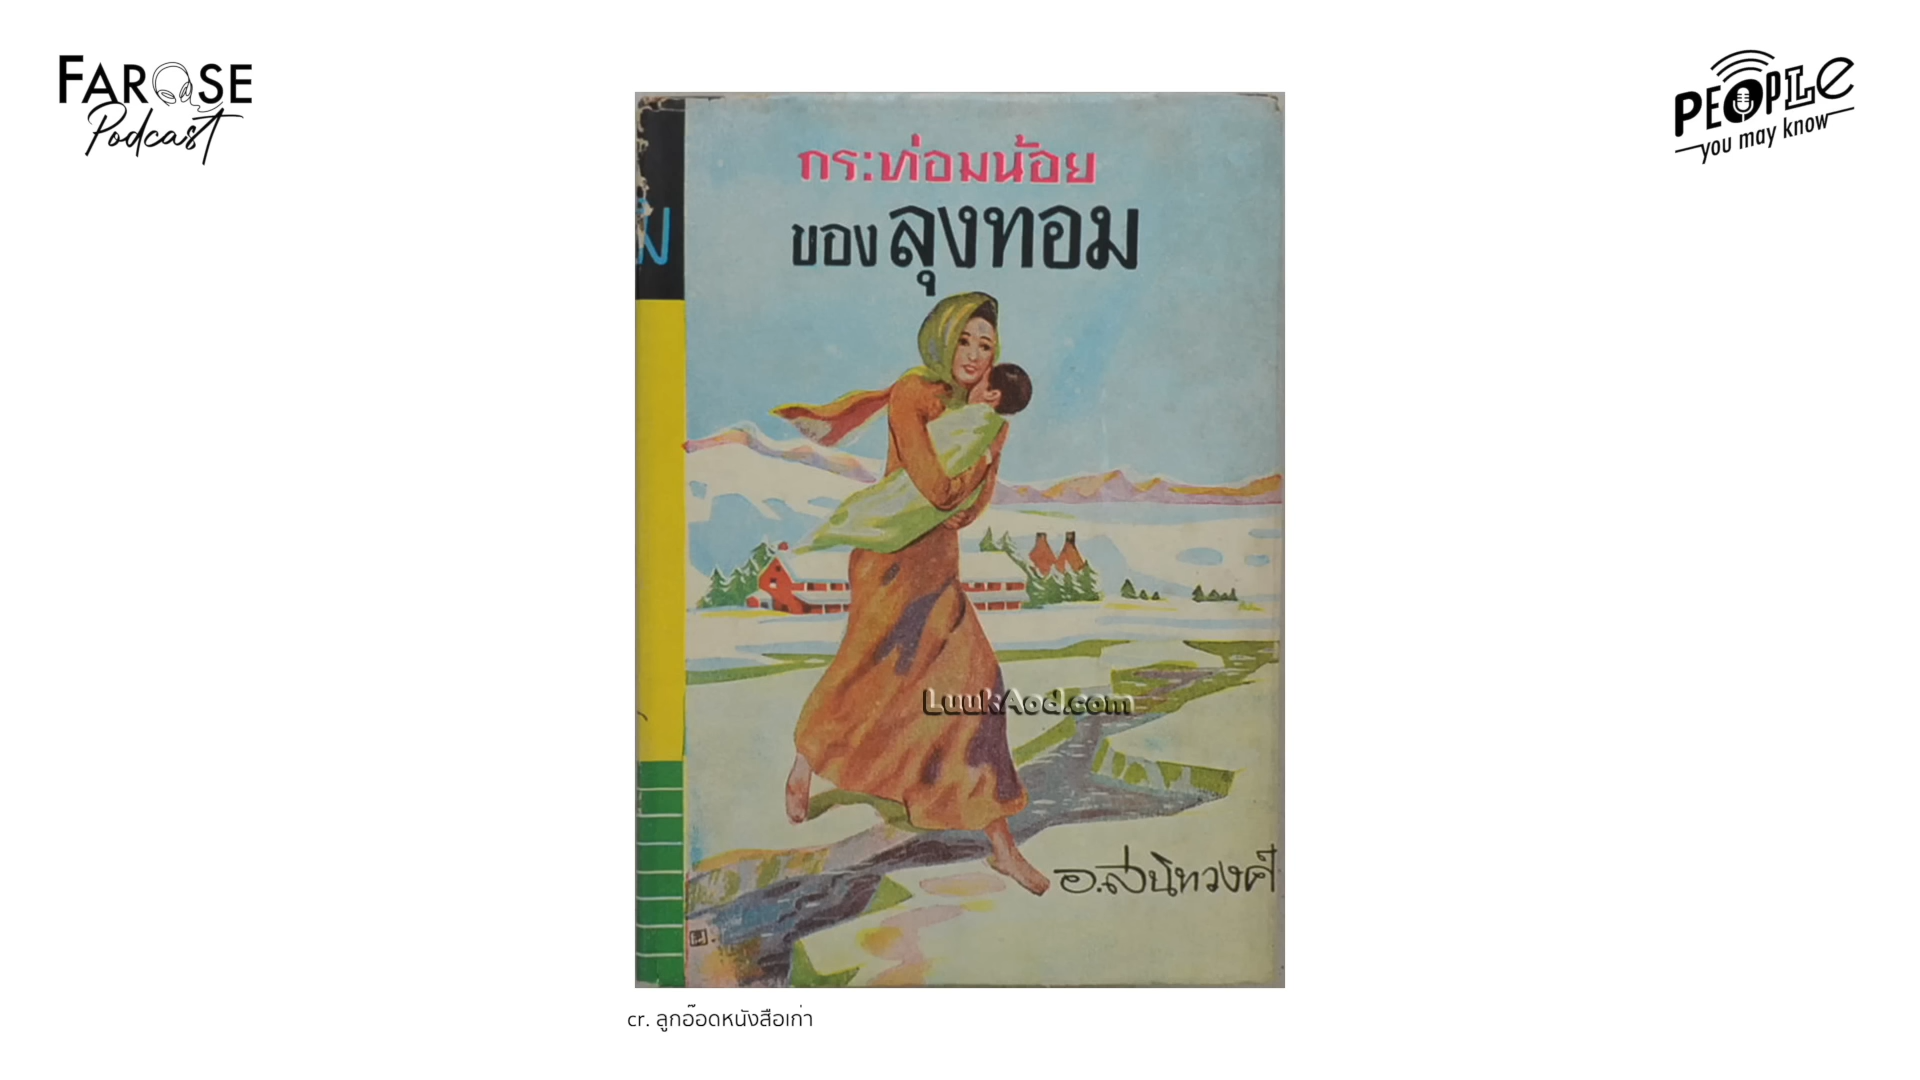 FAROSE
Podcast
PEOPLE
you may know
กระท่อมน้อย
ของลุงทอม
LuukAod.com
อ.สนิทวงศ์
cr. ลูกอ๊อดหนังสือเก่า